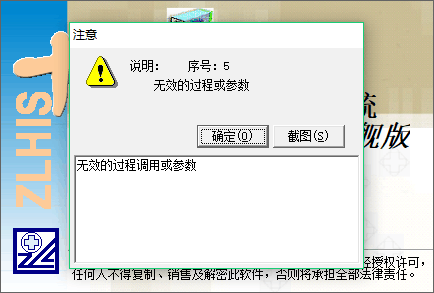 注意
说明： 序号：5
无效的过程或参数
确定(O)
截图(S)
无效的过程调用或参数
ZLHIS
统
舰版
经授权许可，
任何人不得复制、销售及解密此软件，否则将承担全部法律责任。